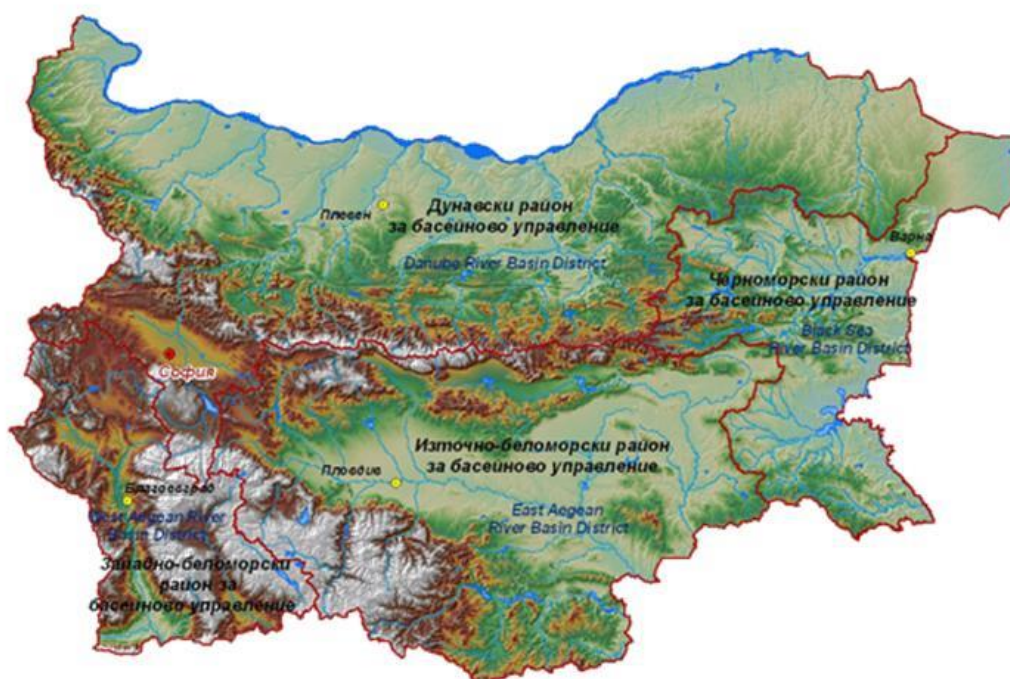 Плевен
Дунавски район
за басейново управление
Danube River Basin District
Варна
Черноморски район
за басейново управление
Black Sea
River Basin District
София
Източно-беломорски район
за басейново управление
Пловдив
East Aegean
River Basin District
Благоевград
West Aegean River
Basin District
Западно-беломорски
район за
басейново управление